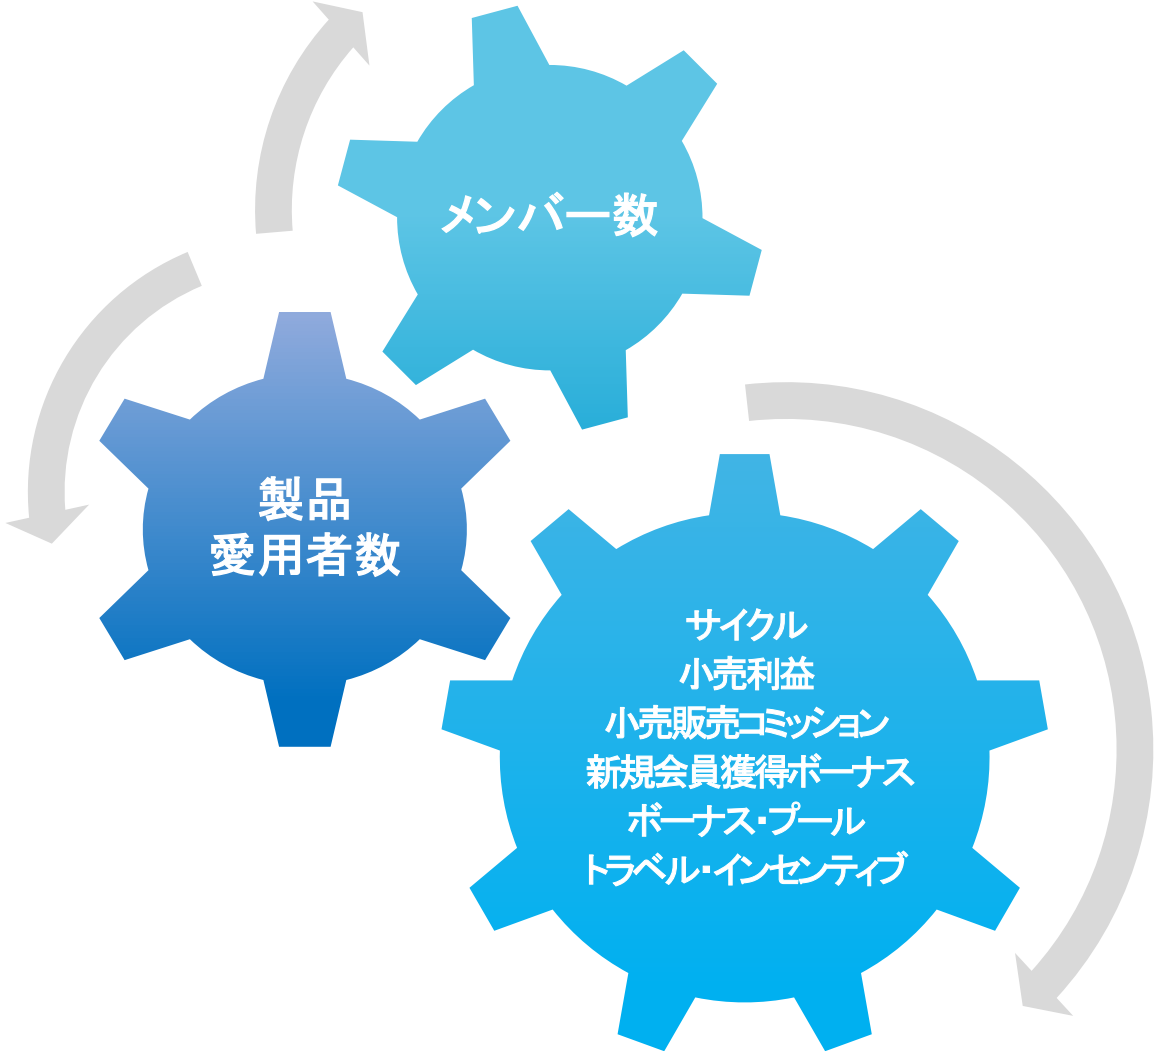 メンバー数
製品
愛用者数
サイクル
小売利益
小売販売コミッション
新規会員獲得ボーナス
ボーナス・プール
トラベル・インセンティブ